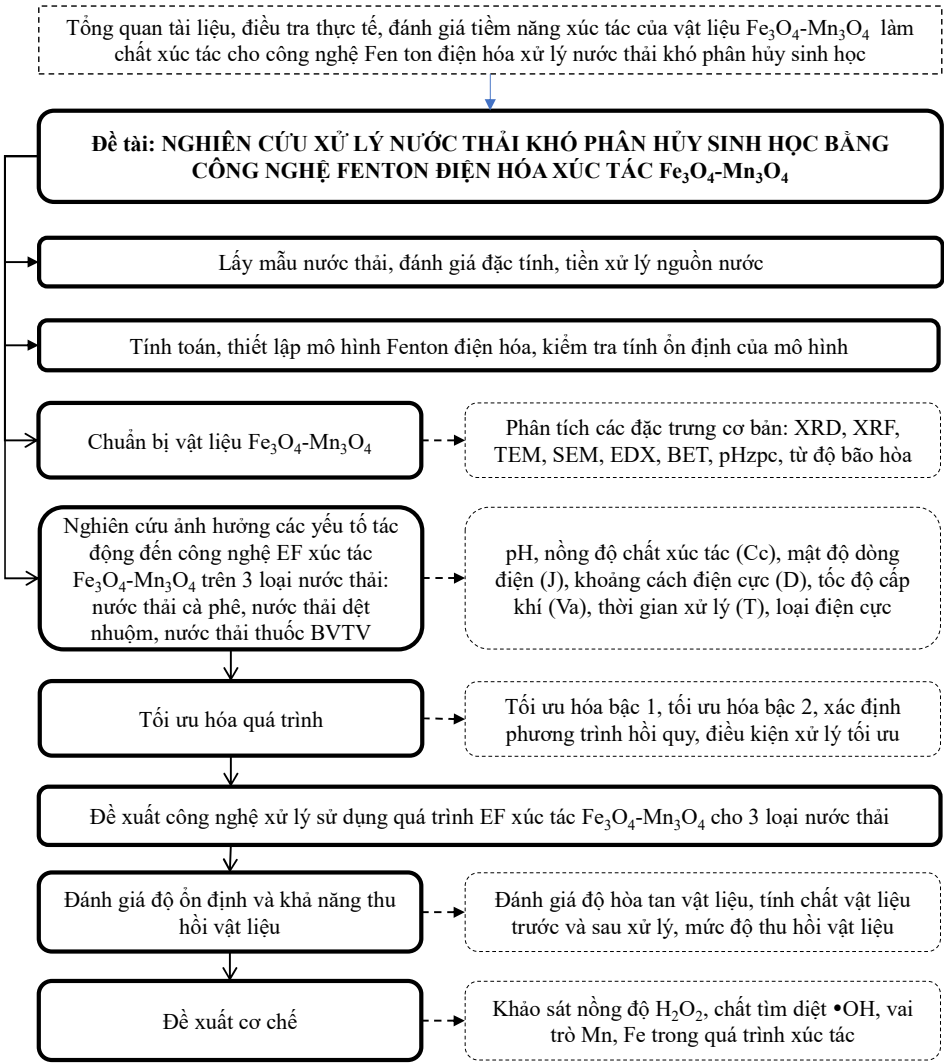 Tổng quan tài liệu, điều tra thực tế, đánh giá tiềm năng xúc tác của vật liệu Fe₃O₄-Mn₃O₄ làm
chất xúc tác cho công nghệ Fen ton điện hóa xử lý nước thải khó phân hủy sinh học
Đề tài: NGHIÊN CỨU XỬ LÝ NƯỚC THẢI KHÓ PHÂN HỦY SINH HỌC BẰNG
CÔNG NGHỆ FENTON ĐIỆN HÓA XÚC TÁC Fe₃O₄-Mn₃O₄
Lấy mẫu nước thải, đánh giá đặc tính, tiền xử lý nguồn nước
Tính toán, thiết lập mô hình Fenton điện hóa, kiểm tra tính ổn định của mô hình
Chuẩn bị vật liệu Fe₃O₄-Mn₃O₄
Phân tích các đặc trưng cơ bản: XRD, XRF,
TEM, SEM, EDX, BET, pHzpc, từ độ bão hòa
Nghiên cứu ảnh hưởng các yếu tố tác
động đến công nghệ EF xúc tác
Fe₃O₄-Mn₃O₄ trên 3 loại nước thải:
nước thải cà phê, nước thải dệt
nhuộm, nước thải thuốc BVTV
pH, nồng độ chất xúc tác (Cc), mật độ dòng
điện (J), khoảng cách điện cực (D), tốc độ cấp
khí (Va), thời gian xử lý (T), loại điện cực
Tối ưu hóa quá trình
Tối ưu hóa bậc 1, tối ưu hóa bậc 2, xác định
phương trình hồi quy, điều kiện xử lý tối ưu
Đề xuất công nghệ xử lý sử dụng quá trình EF xúc tác Fe₃O₄-Mn₃O₄ cho 3 loại nước thải
Đánh giá độ ổn định và khả năng thu
hồi vật liệu
Đánh giá độ hòa tan vật liệu, tính chất vật liệu
trước và sau xử lý, mức độ thu hồi vật liệu
Đề xuất cơ chế
Khảo sát nồng độ H₂O₂, chất tìm diệt •OH, vai
trò Mn, Fe trong quá trình xúc tác